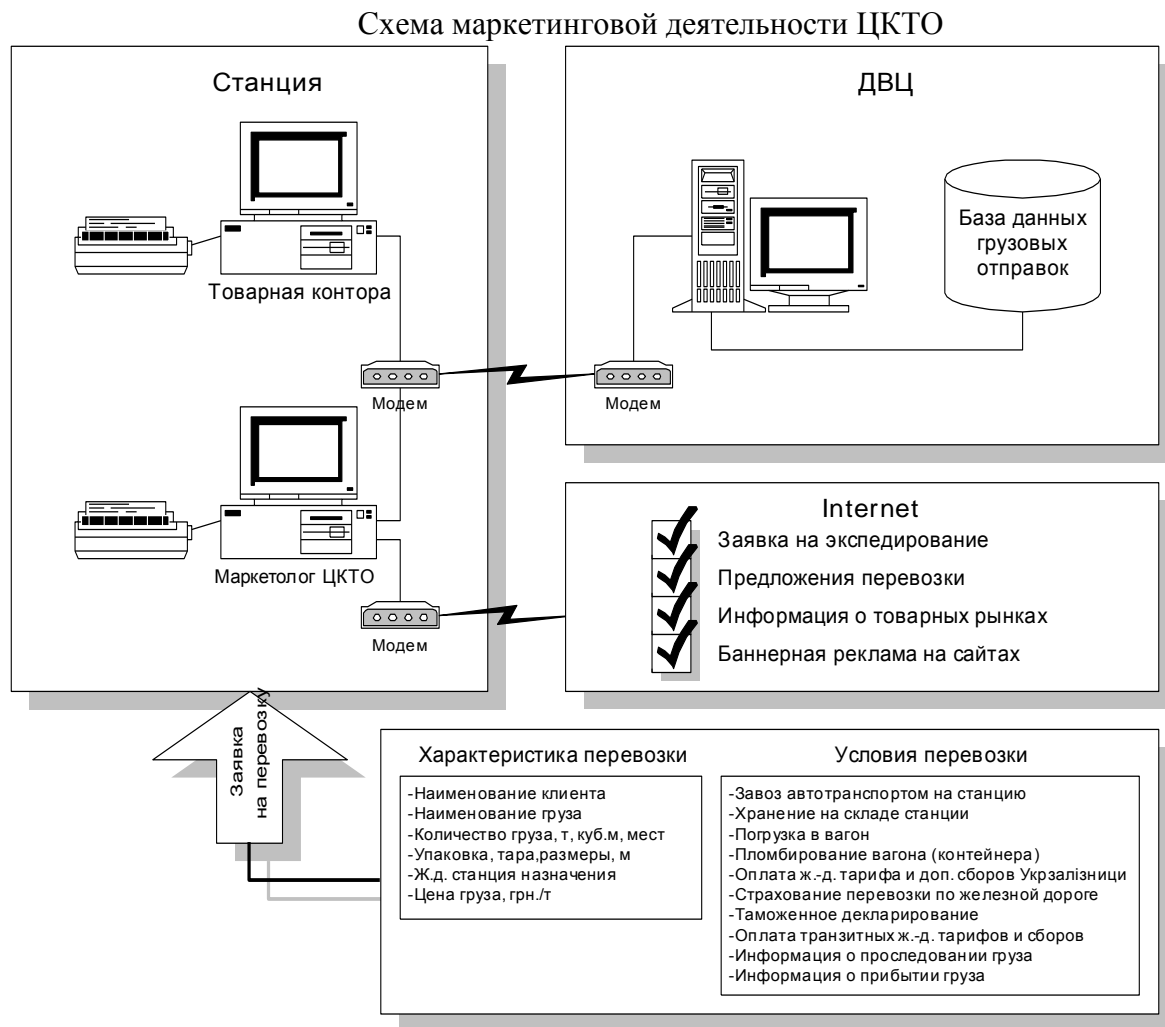 Схема маркетинговой деятельности ЦКТО
Станция
Товарная контора
Модем
Маркетолог ЦКТО
Модем
ДВЦ
База данных
грузовых
отправок
Модем
Internet
Заявка на экспедирование
Предложения перевозки
Информация о товарных рынках
Баннерная реклама на сайтах
Заявка
на перевозку
Характеристика перевозки
-Наименование клиента
-Наименование груза
-Количество груза, т, куб.м, мест
-Упаковка, тара,размеры, м
-Ж.д. станция назначения
-Цена груза, грн./т
Условия перевозки
-Завоз автотранспортом на станцию
-Хранение на складе станции
-Погрузка в вагон
-Пломбирование вагона (контейнера)
-Оплата ж.-д. тарифа и доп. сборов Укрзалізници
-Страхование перевозки по железной дороге
-Таможенное декларирование
-Оплата транзитных ж.-д. тарифов и сборов
-Информация о проследовании груза
-Информация о прибытии груза